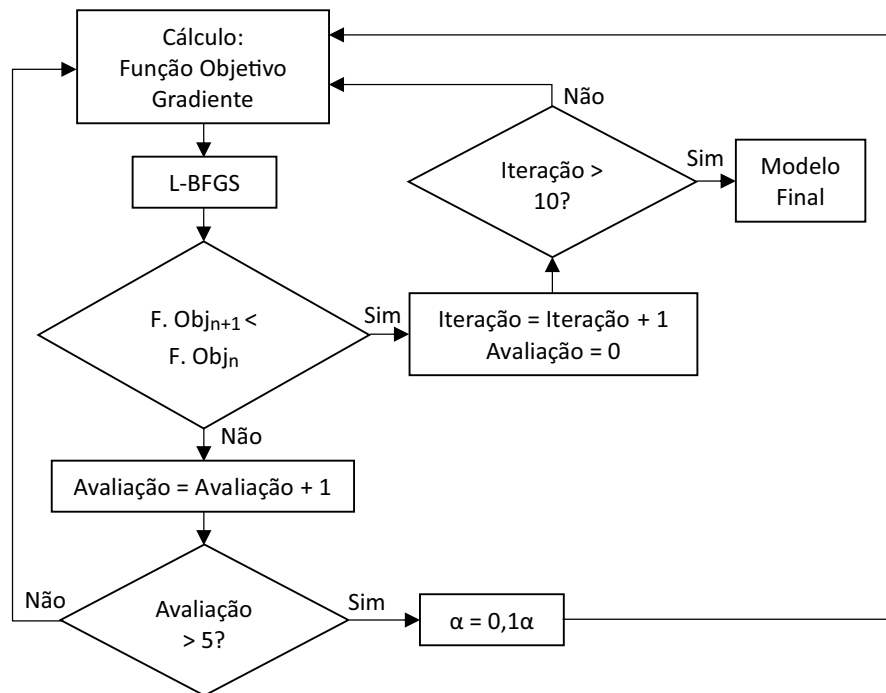 Cálculo:
Função Objetivo
Gradiente
L-BFGS
F. Objn+1 <
F. Objn
Sim
Iteração = Iteração + 1
Avaliação = 0
Iteração >
10?
Não
Sim
Modelo
Final
Não
Avaliação = Avaliação + 1
Avaliação
> 5?
Não
Sim
α = 0,1α